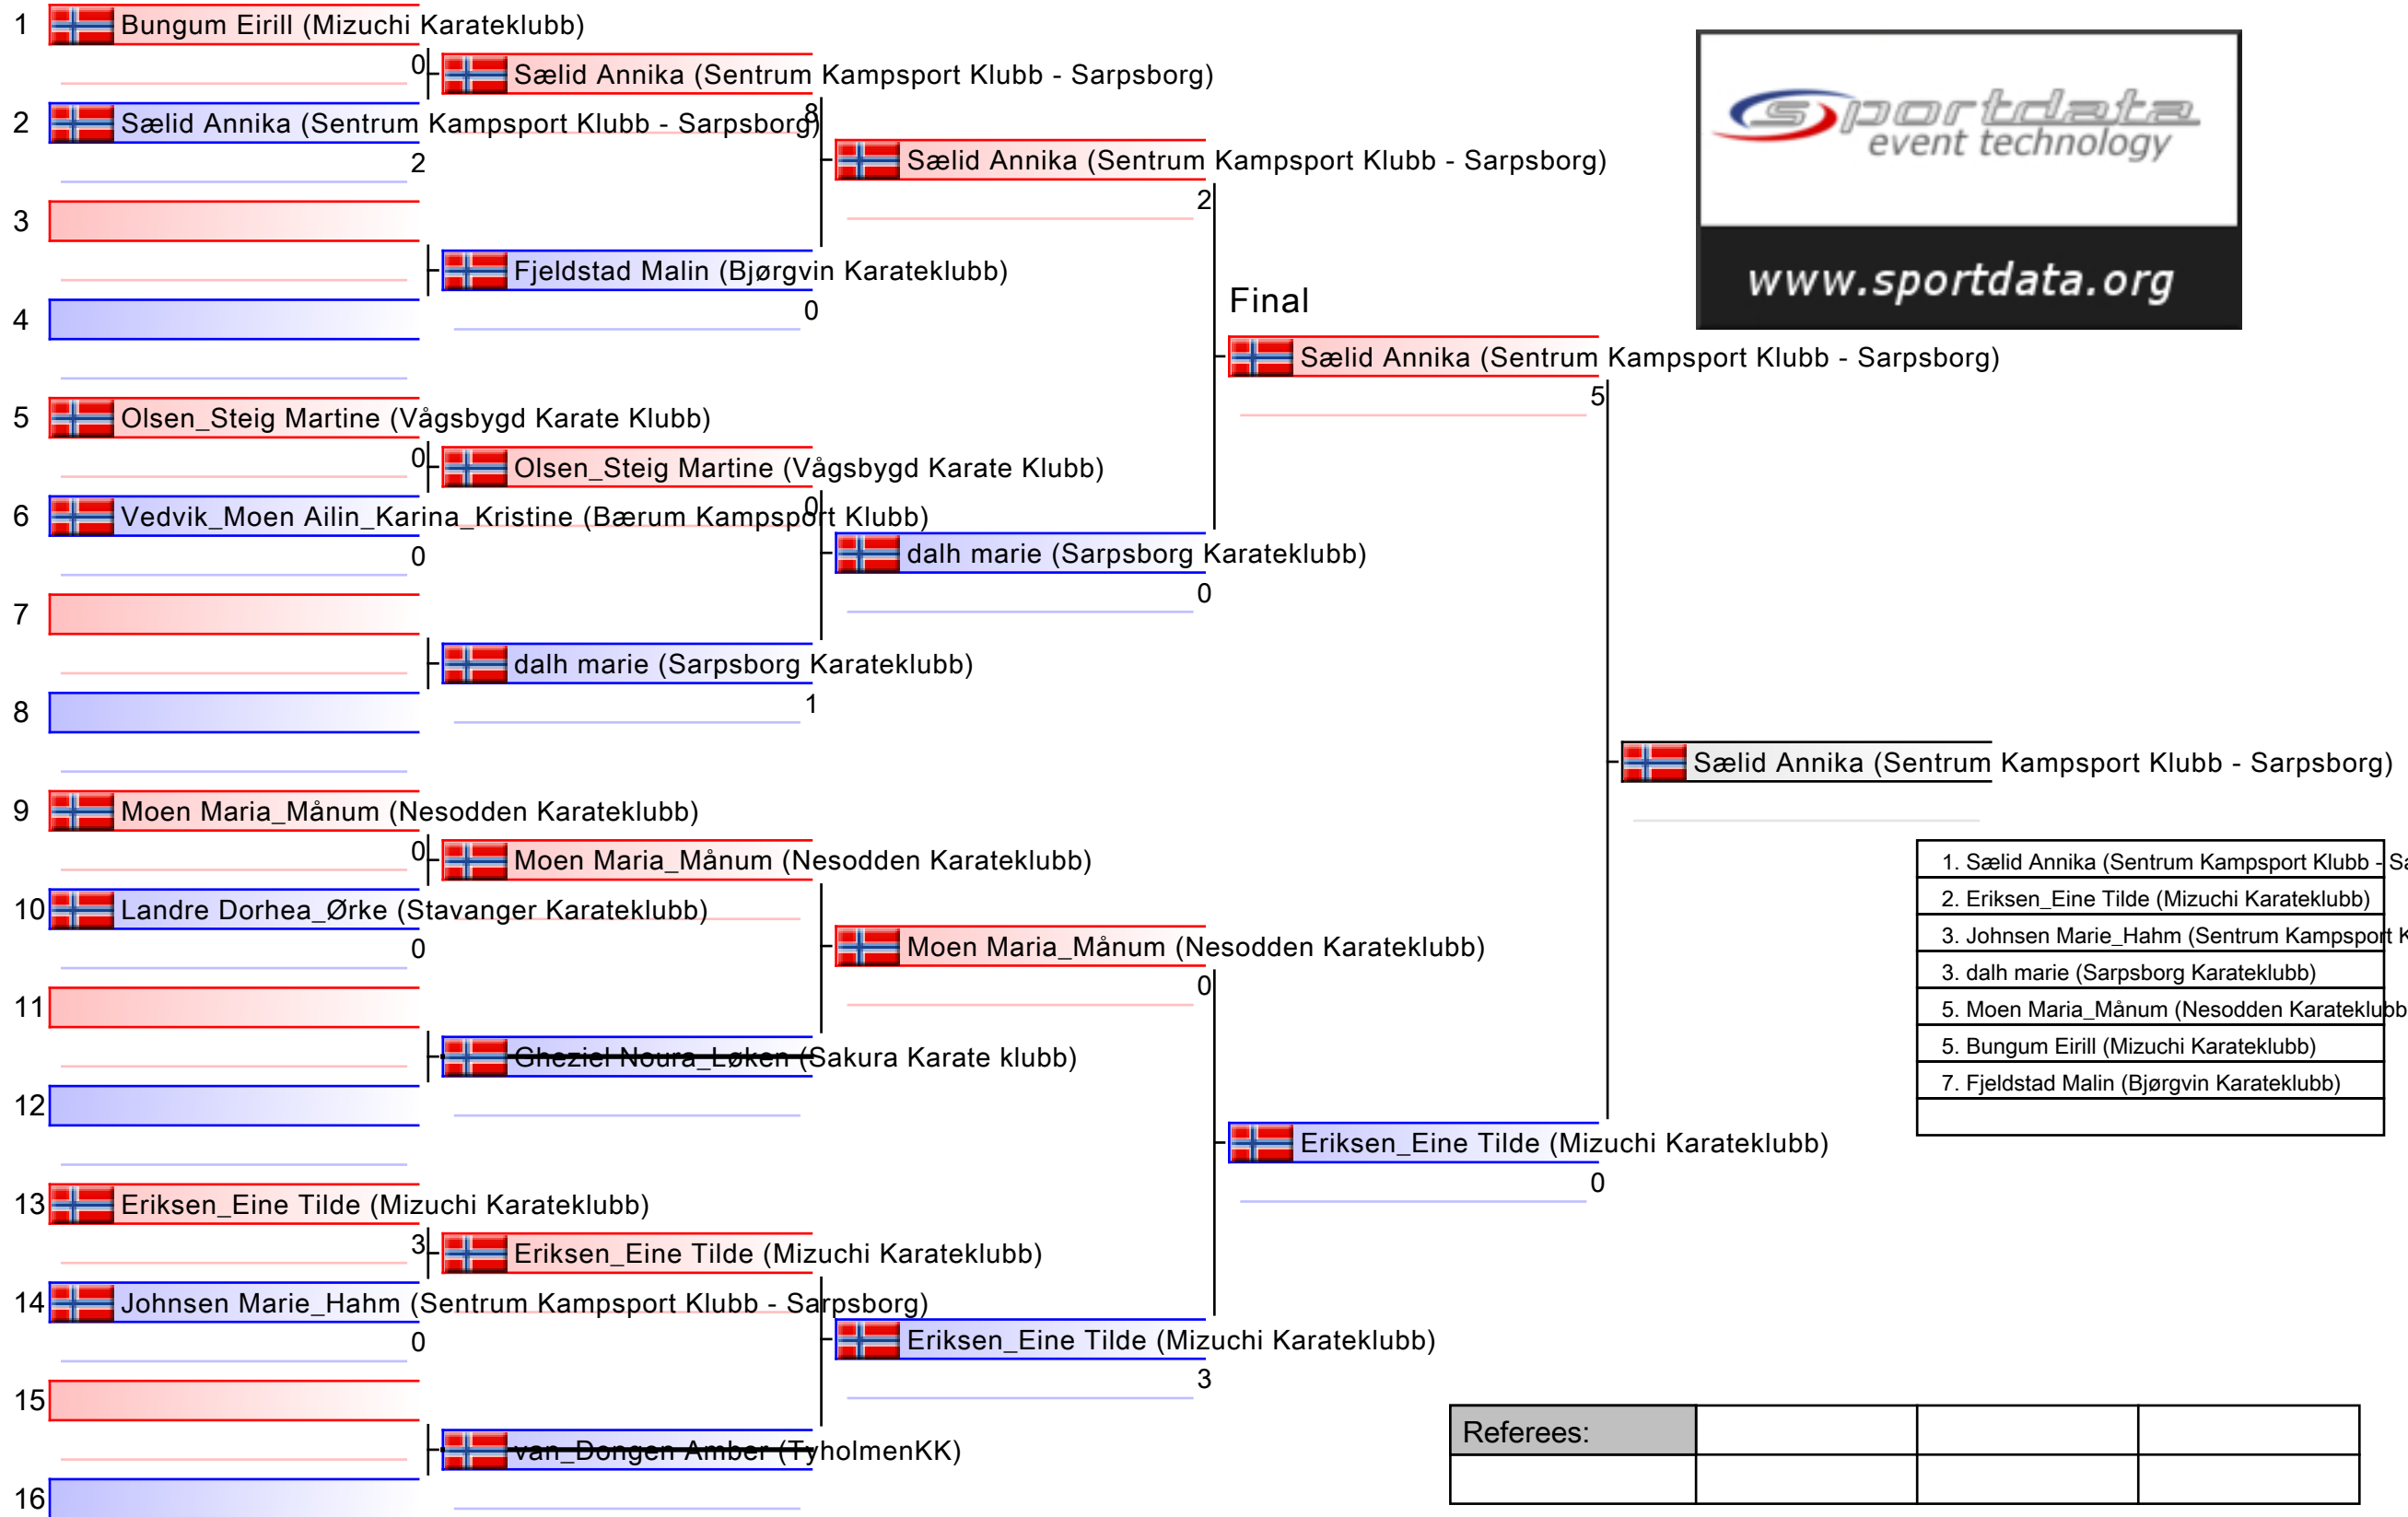 1
Bungum Eirill (Mizuchi Karateklubb)
0
Sælid Annika (Sentrum Kampsport Klubb - Sarpsborg)
8
2
Sælid Annika (Sentrum Kampsport Klubb - Sarpsborg)
2
Sælid Annika (Sentrum Kampsport Klubb - Sarpsborg)
2
3
Fjeldstad Malin (Bjørgvin Karateklubb)
0
4
sportdata
event technology
www.sportdata.org
Final
Sælid Annika (Sentrum Kampsport Klubb - Sarpsborg)
5
5
Olsen_Steig Martine (Vågsbygd Karate Klubb)
0
Olsen_Steig Martine (Vågsbygd Karate Klubb)
0
6
Vedvik_Moen Ailin_Karina_Kristine (Bærum Kampsport Klubb)
0
dalh marie (Sarpsborg Karateklubb)
0
7
dalh marie (Sarpsborg Karateklubb)
1
8
Sælid Annika (Sentrum Kampsport Klubb - Sarpsborg)
9
Moen Maria_Månum (Nesodden Karateklubb)
0
Moen Maria_Månum (Nesodden Karateklubb)
10
Landre Dorhea_Ørke (Stavanger Karateklubb)
0
Moen Maria_Månum (Nesodden Karateklubb)
0
11
Gheziel Noura_Løken (Sakura Karate klubb)
12
Eriksen_Eine Tilde (Mizuchi Karateklubb)
0
13
Eriksen_Eine Tilde (Mizuchi Karateklubb)
3
Eriksen_Eine Tilde (Mizuchi Karateklubb)
14
Johnsen Marie_Hahm (Sentrum Kampsport Klubb - Sarpsborg)
0
Eriksen_Eine Tilde (Mizuchi Karateklubb)
3
15
van_Dongen Amber (TyholmenKK)
16
1. Sælid Annika (Sentrum Kampsport Klubb - Sa
2. Eriksen_Eine Tilde (Mizuchi Karateklubb)
3. Johnsen Marie_Hahm (Sentrum Kampsport K
3. dalh marie (Sarpsborg Karateklubb)
5. Moen Maria_Månum (Nesodden Karateklubb
5. Bungum Eirill (Mizuchi Karateklubb)
7. Fjeldstad Malin (Bjørgvin Karateklubb)
Referees: